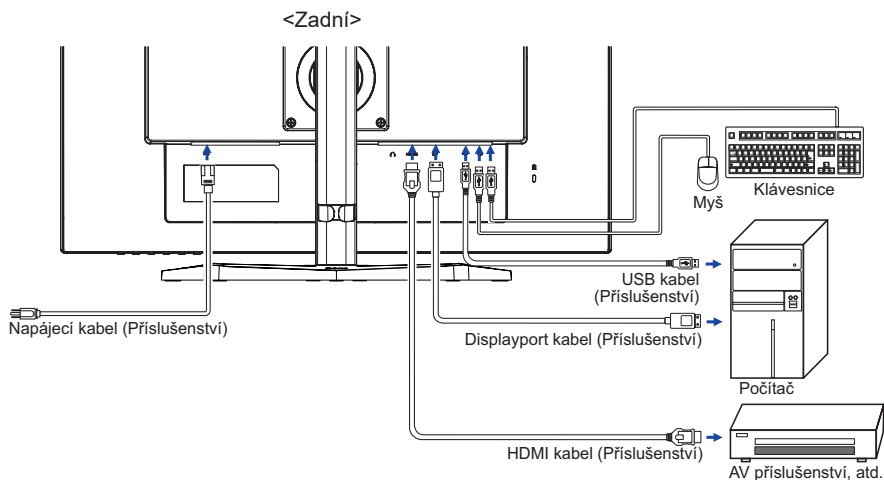 <Zadní>
Myš
Klávesnice
USB kabel
(Příslušenství)
Napájecí kabel (Příslušenství)
Displayport kabel (Příslušenství)
Počítač
HDMI kabel (Příslušenství)
AV příslušenství, atd.